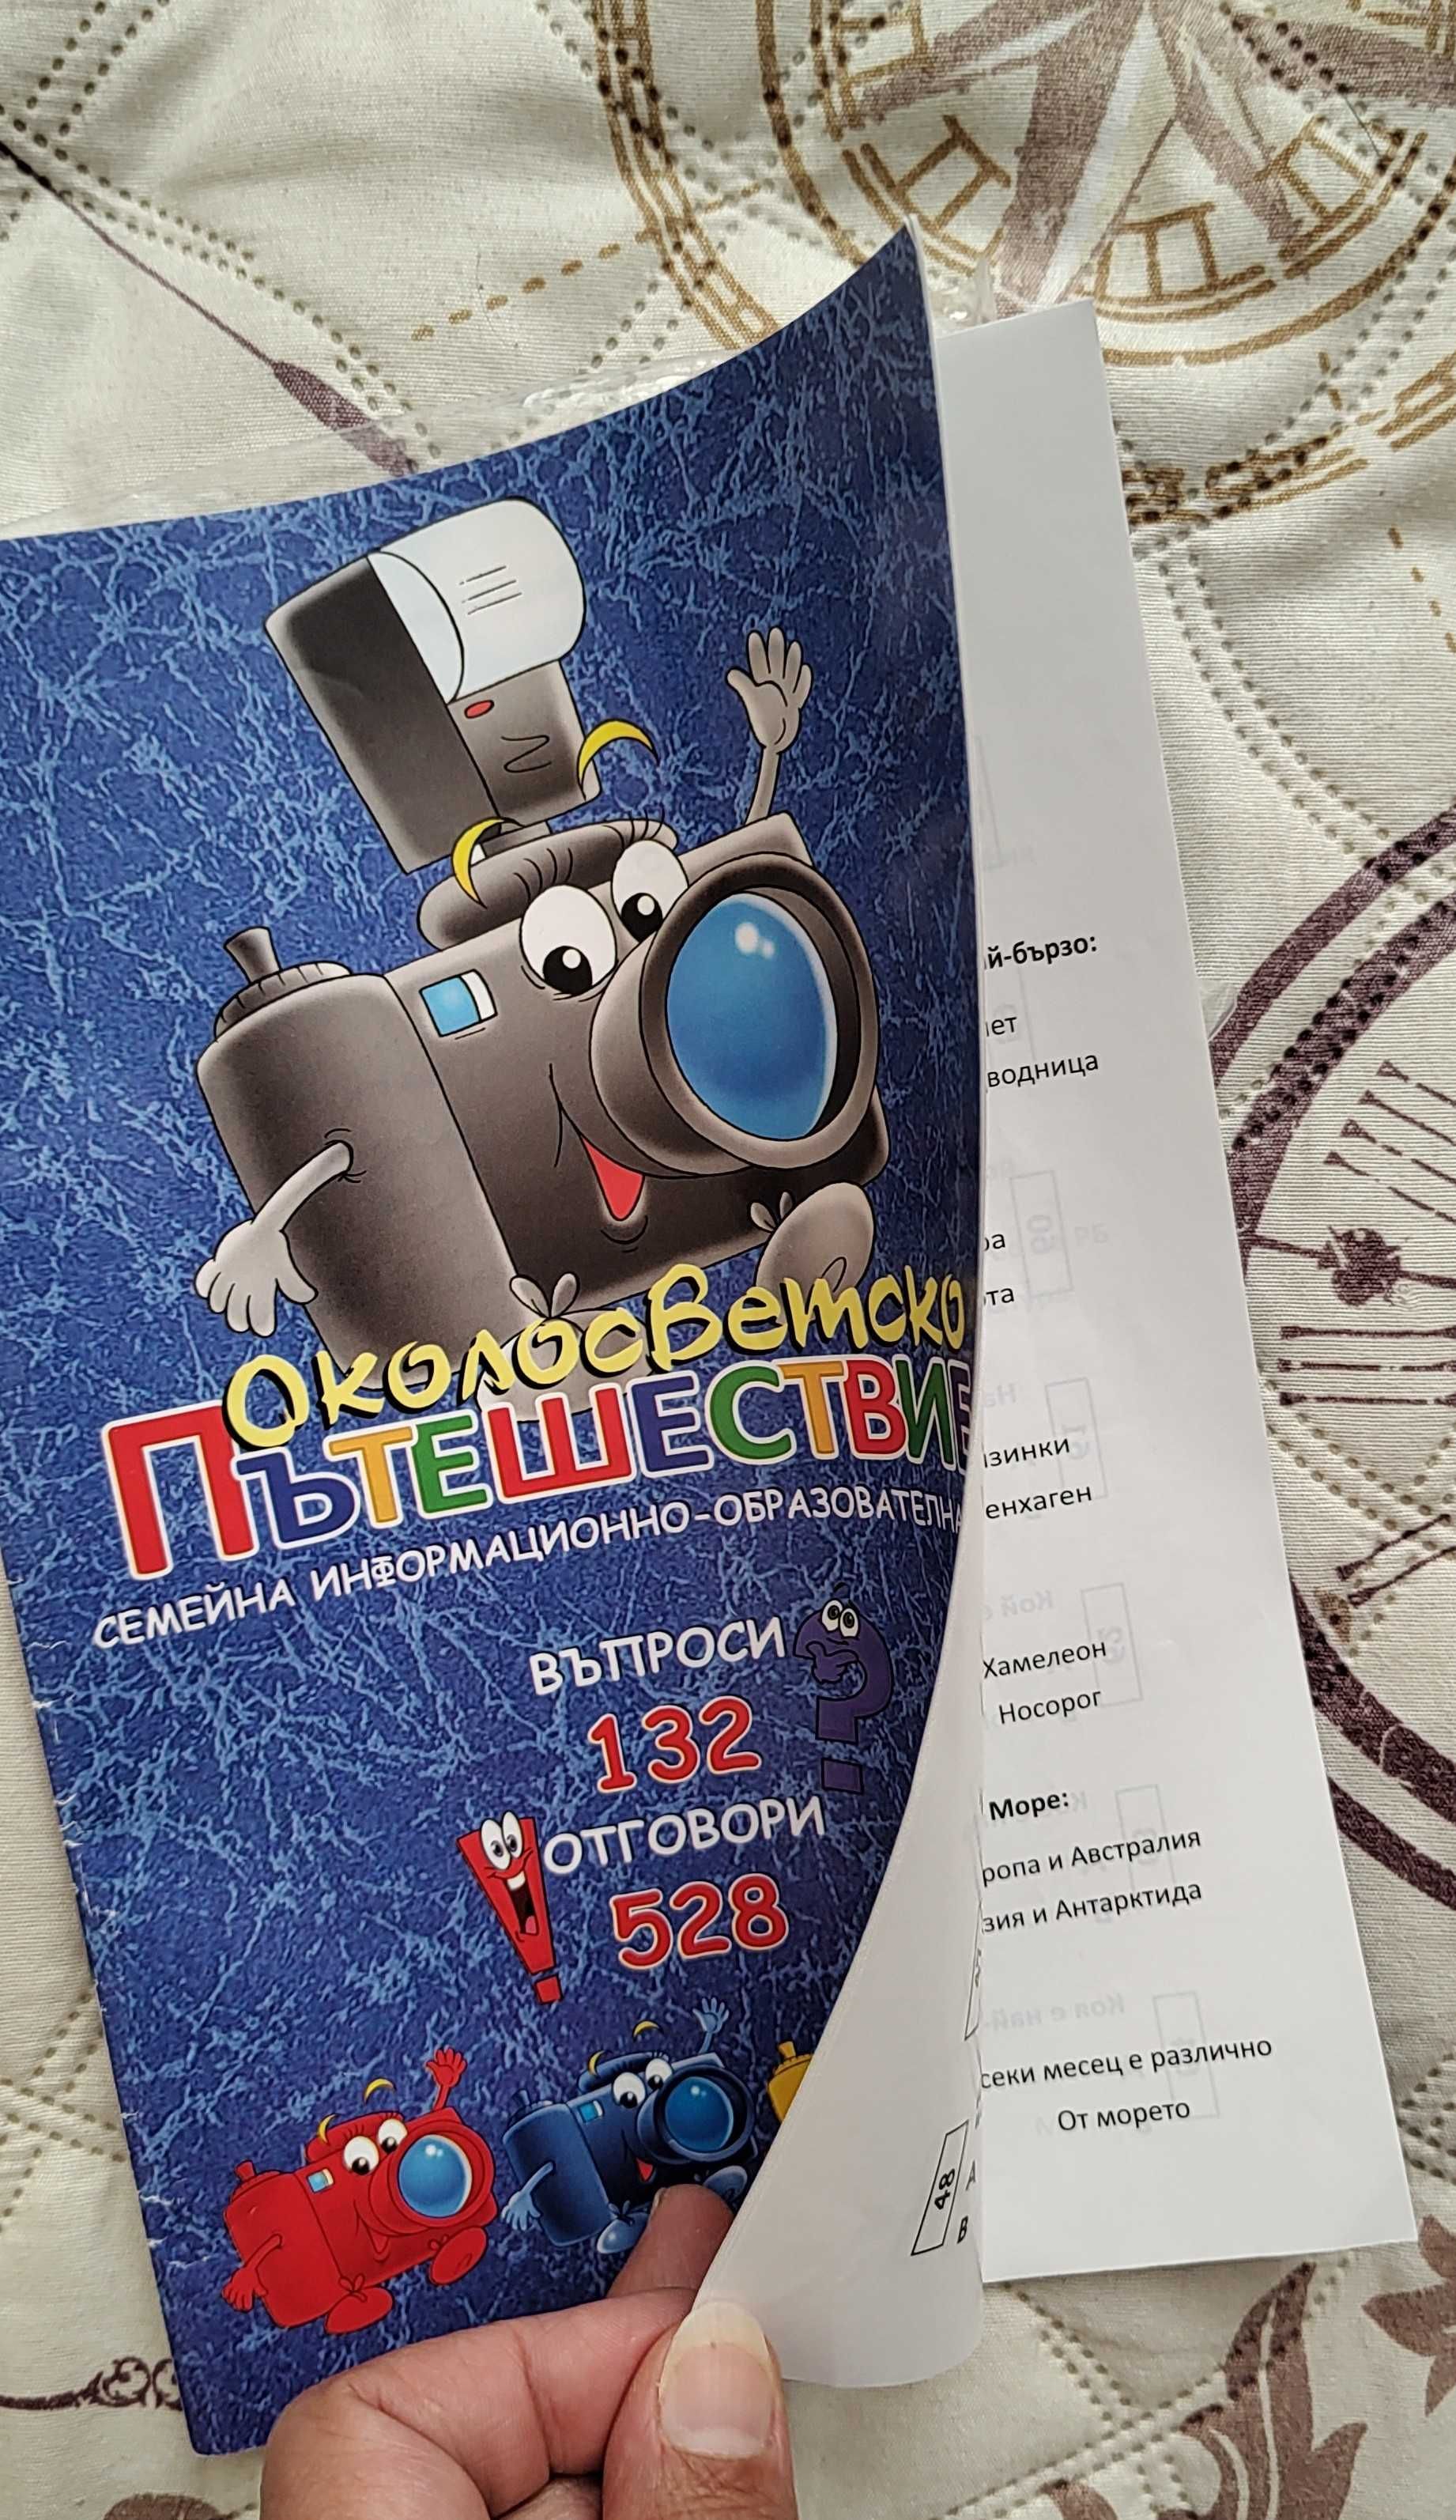 Околосветско
ПЪТЕШЕСТВИЕ
СЕМЕЙНА ИНФОРМАЦИОННО-ОБРАЗОВАТЕЛНА
ВЪПРОСИ
132
ОТГОВОРИ
528
й-бързо:
ет
водница
ра
та
зинки
енхаген
Хамелеон
Носорог
Море:
ропа и Австралия
зия и Антарктида
секи месец е различно
От морето
48
А
В